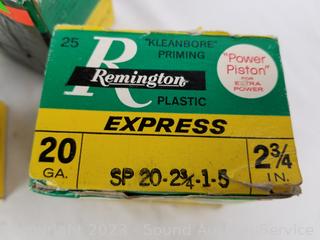 25 "KLEANBORE" PRIMING
R
Remington
PLASTIC
"Power Piston"
FOR EXTRA POWER
EXPRESS
20 GA.
SP 20-2¾-1-5
2¾ IN.
Copyright 2023 - Sound Auction Service